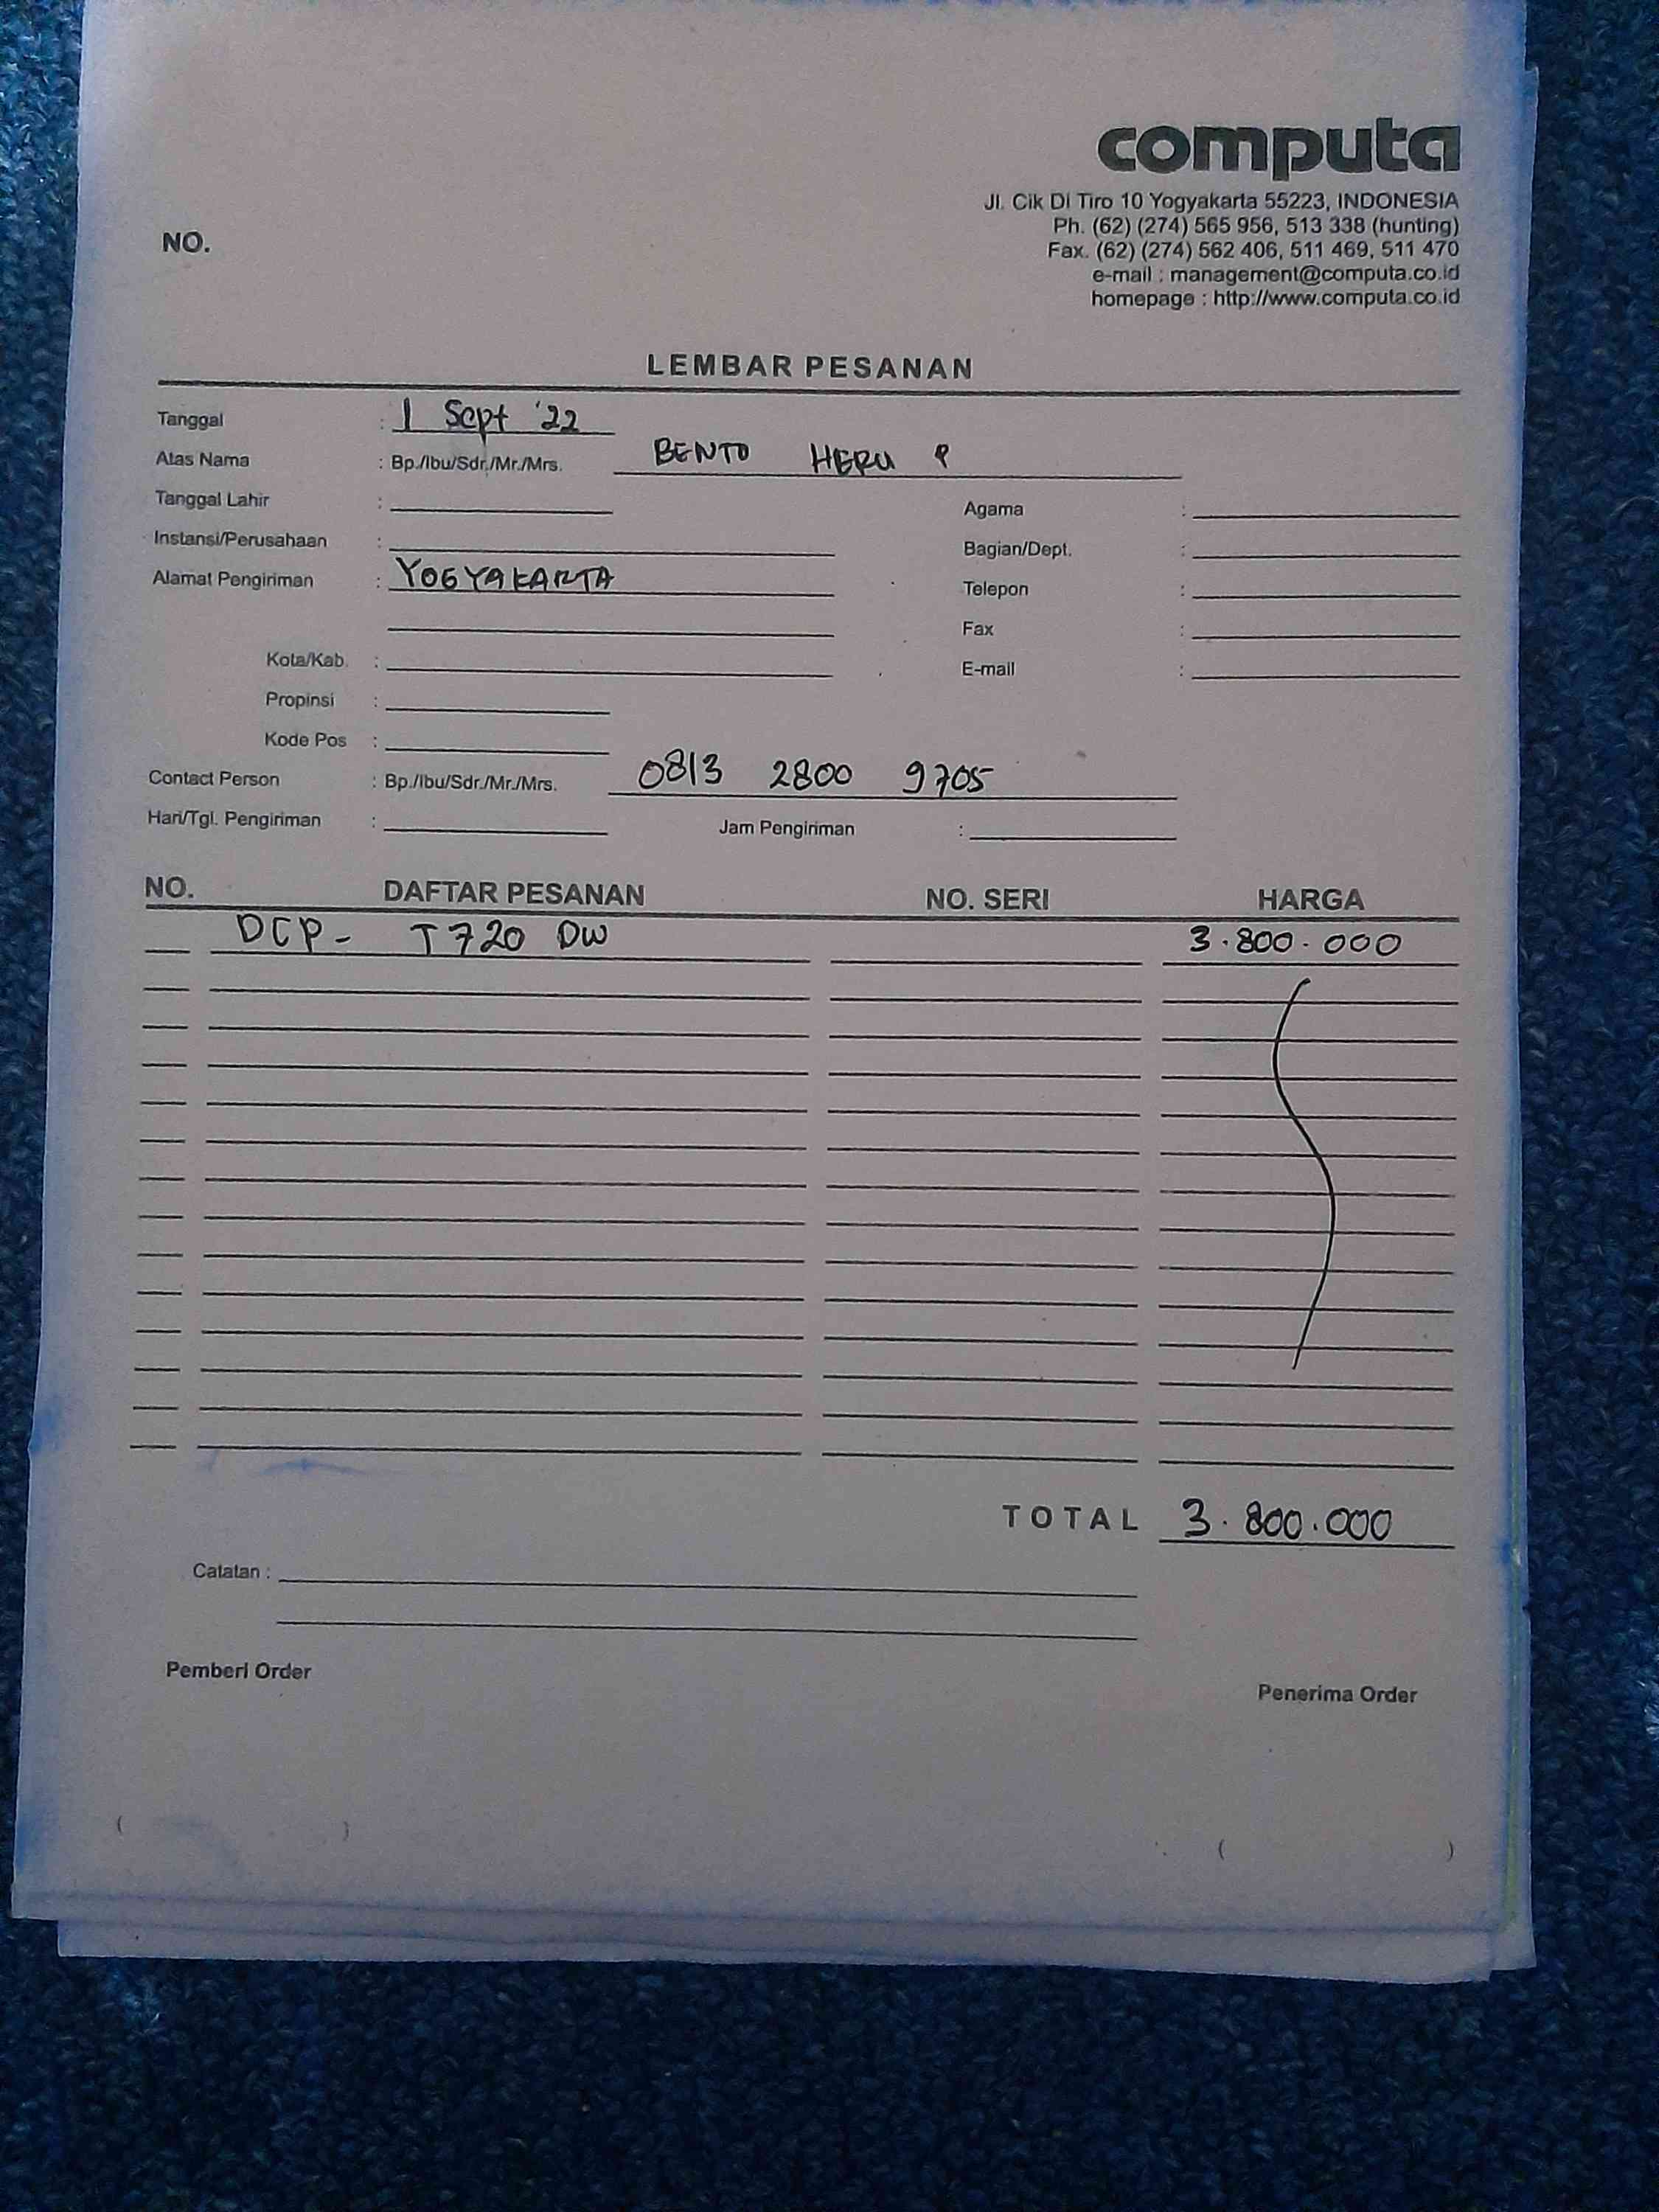 computa
Jl. Cik Di Tiro 10 Yogyakarta 55223, INDONESIA
Ph. (62) (274) 565 956, 513 338 (hunting)
Fax. (62) (274) 562 406, 511 469, 511 470
e-mail : management@computa.co.id
homepage : http://www.computa.co.id
NO.
LEMBAR PESANAN
Tanggal : 1 Sept '22
Atas Nama : Bp./Ibu/Sdr./Mr./Mrs. BENTO HERU P
Tanggal Lahir : Agama :
Instansi/Perusahaan : Bagian/Dept. :
Alamat Pengiriman : YOGYAKARTA Telepon :
Fax :
Kota/Kab. : E-mail :
Propinsi :
Kode Pos :
Contact Person : Bp./Ibu/Sdr./Mr./Mrs. 0813 2800 9705
Hari/Tgl. Pengiriman : Jam Pengiriman :
NO. DAFTAR PESANAN NO. SERI HARGA
DCP- T720 DW 3.800.000
TOTAL 3.800.000
Catatan :
Pemberi Order
Penerima Order
( ) ( )